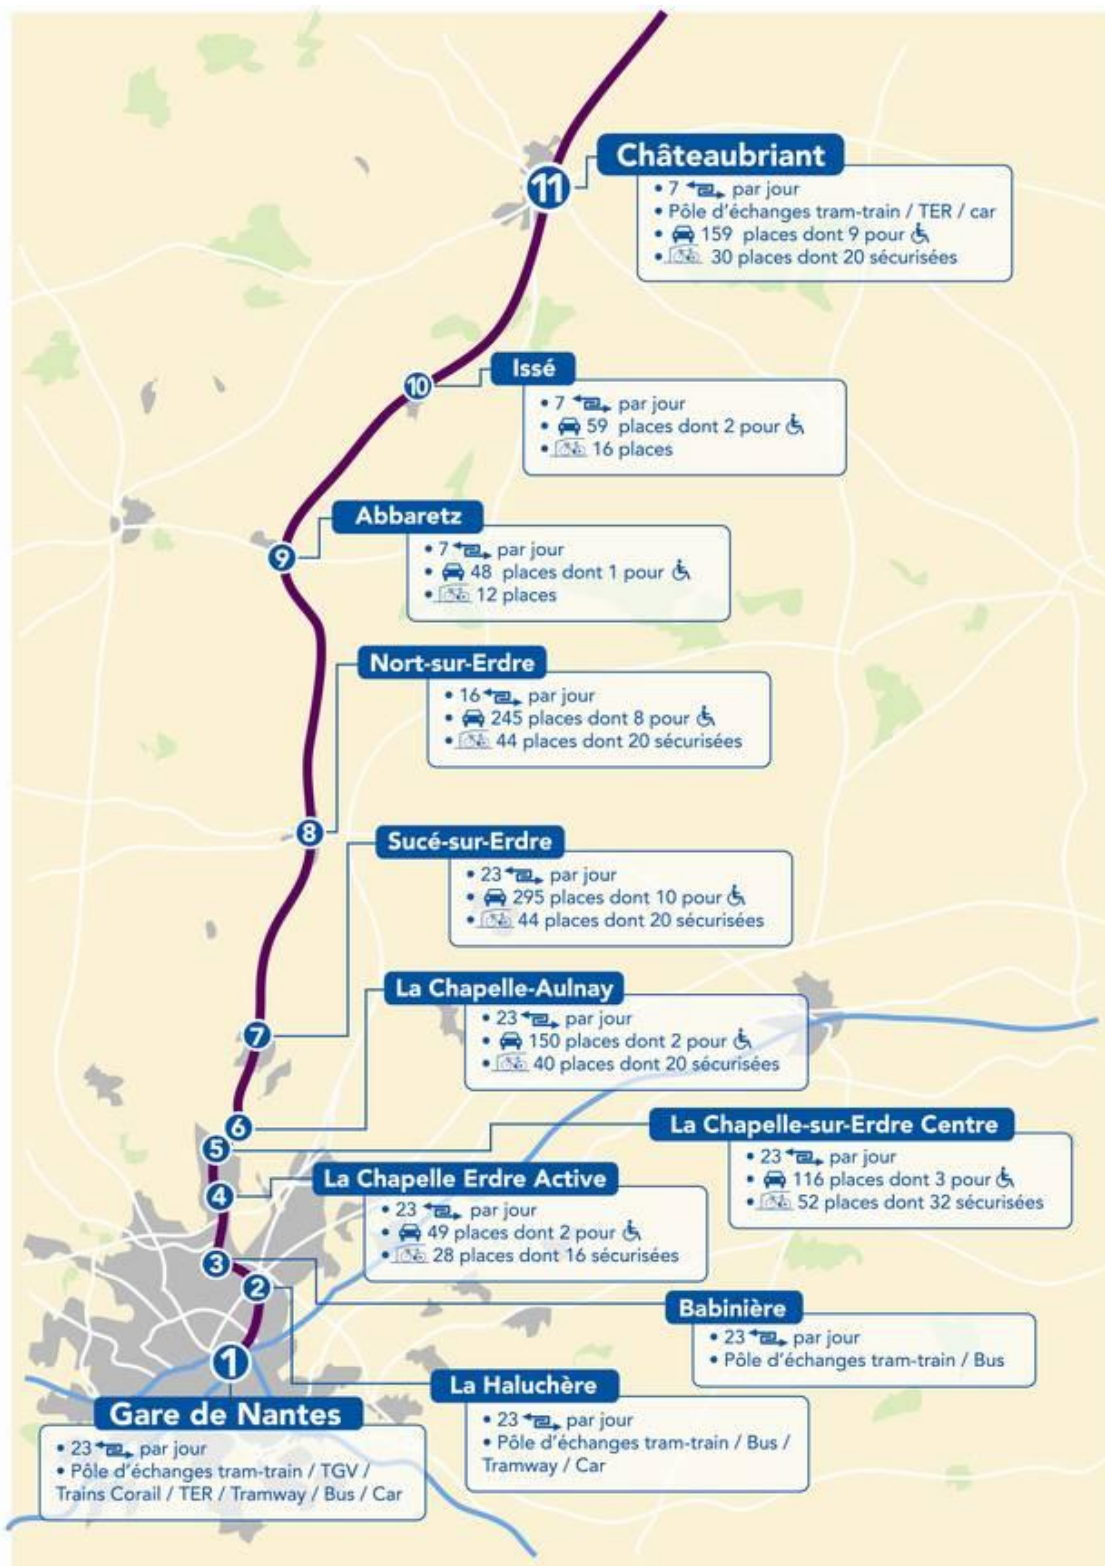 Châteaubriant
11
• 7 par jour
• Pôle d'échanges tram-train / TER / car
• 159 places dont 9 pour
• 30 places dont 20 sécurisées
Issé
10
• 7 par jour
• 59 places dont 2 pour
• 16 places
Abbaretz
9
• 7 par jour
• 48 places dont 1 pour
• 12 places
Nort-sur-Erdre
• 16 par jour
• 245 places dont 8 pour
• 44 places dont 20 sécurisées
8
Sucé-sur-Erdre
• 23 par jour
• 295 places dont 10 pour
• 44 places dont 20 sécurisées
La Chapelle-Aulnay
• 23 par jour
• 150 places dont 2 pour
• 40 places dont 20 sécurisées
7
6
La Chapelle-sur-Erdre Centre
5
• 23 par jour
• 116 places dont 3 pour
• 52 places dont 32 sécurisées
La Chapelle Erdre Active
4
• 23 par jour
• 49 places dont 2 pour
• 28 places dont 16 sécurisées
3
2
Babinière
• 23 par jour
• Pôle d'échanges tram-train / Bus
1
La Haluchère
• 23 par jour
• Pôle d'échanges tram-train / Bus /
Tramway / Car
Gare de Nantes
• 23 par jour
• Pôle d'échanges tram-train / TGV /
Trains Corail / TER / Tramway / Bus / Car